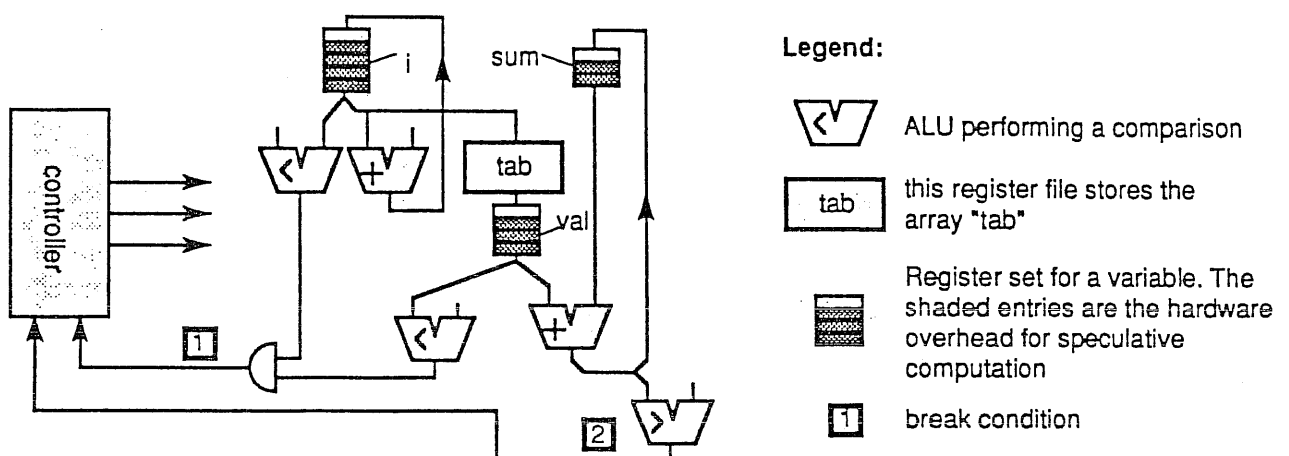 i
sum
controller
<
+
tab
val
<
+
1
2
>
Legend:
< ALU performing a comparison
tab this register file stores the
array "tab"
Register set for a variable. The
shaded entries are the hardware
overhead for speculative
computation
1 break condition